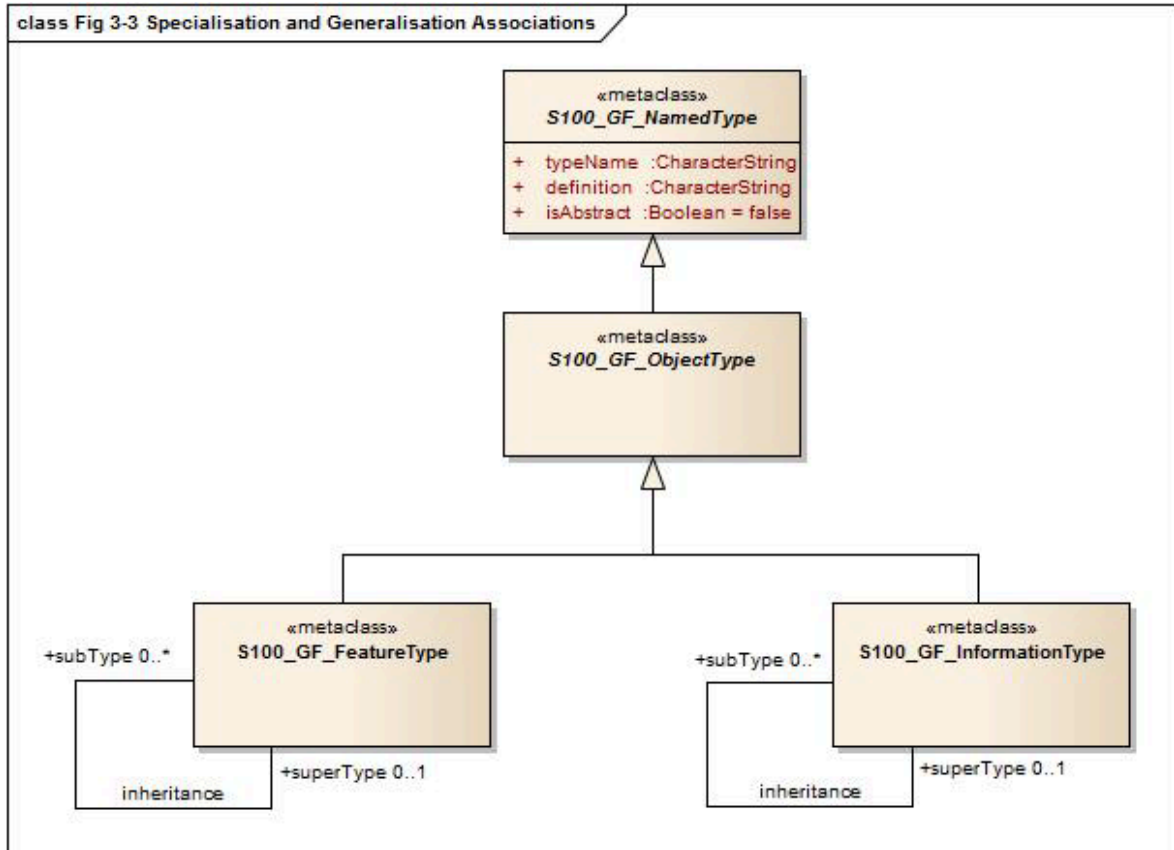 class Fig 3-3 Specialisation and Generalisation Associations
«metaclass»
S100_GF_NamedType
+ typeName :CharacterString
+ definition :CharacterString
+ isAbstract :Boolean = false
«metaclass»
S100_GF_ObjectType
«metaclass»
S100_GF_FeatureType
+subType 0..*
+superType 0..1
inheritance
«metaclass»
S100_GF_InformationType
+subType 0..*
+superType 0..1
inheritance